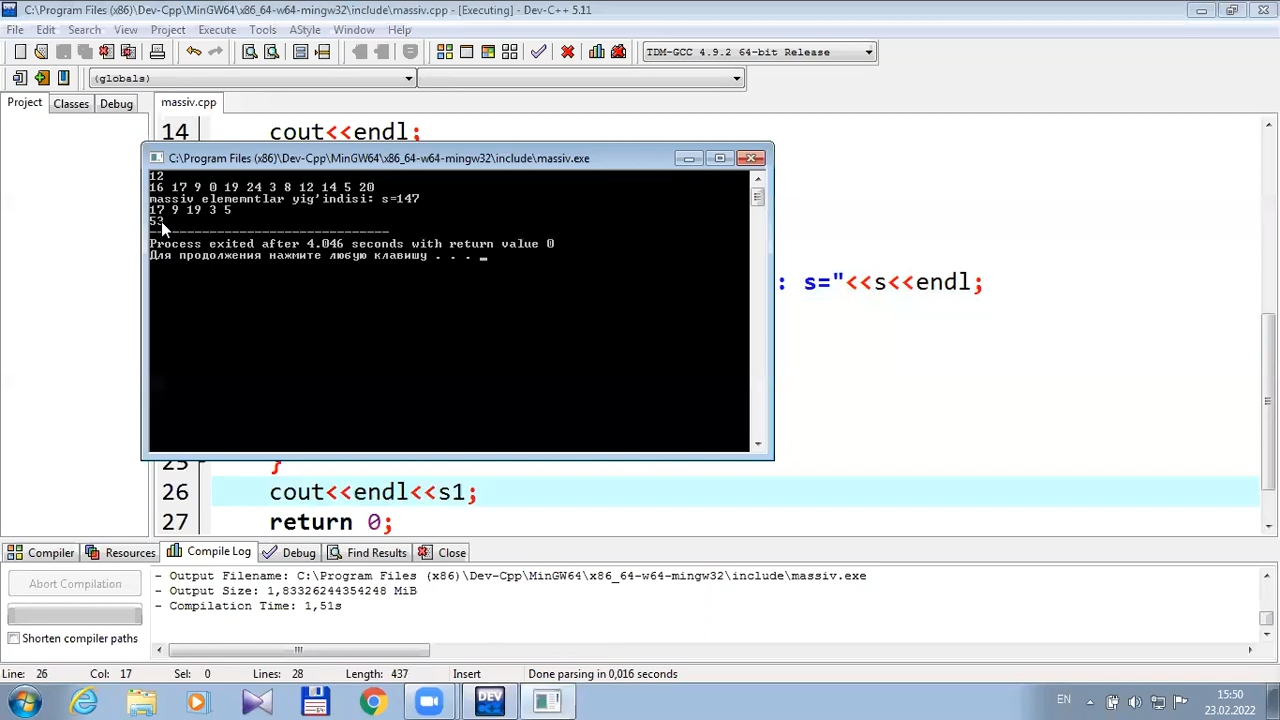 C:\Program Files (x86)\Dev-Cpp\MinGW64\x86_64-w64-mingw32\include\massiv.cpp - [Executing] - Dev-C++ 5.11
File Edit Search View Project Execute Tools AStyle Window Help
TDM-GCC 4.9.2 64-bit Release
(globals)
Project Classes Debug massiv.cpp
14 cout<<endl;
C:\Program Files (x86)\Dev-Cpp\MinGW64\x86_64-w64-mingw32\include\massiv.exe
12
16 17 9 0 19 24 3 8 12 14 5 20
massiv elememntlar yig'indisi: s=147
17 9 19 3 5
53
--------------------------------
Process exited after 4.046 seconds with return value 0
Для продолжения нажмите любую клавишу . . . _
: s="<<s<<endl;
25 }
26 cout<<endl<<s1;
27 return 0;
Compiler Resources Compile Log Debug Find Results Close
Abort Compilation
Shorten compiler paths
- Output Filename: C:\Program Files (x86)\Dev-Cpp\MinGW64\x86_64-w64-mingw32\include\massiv.exe
- Output Size: 1,83326244354248 MiB
- Compilation Time: 1,51s
Line: 26 Col: 17 Sel: 0 Lines: 28 Length: 437 Insert Done parsing in 0,016 seconds
DEV
EN
15:50
23.02.2022